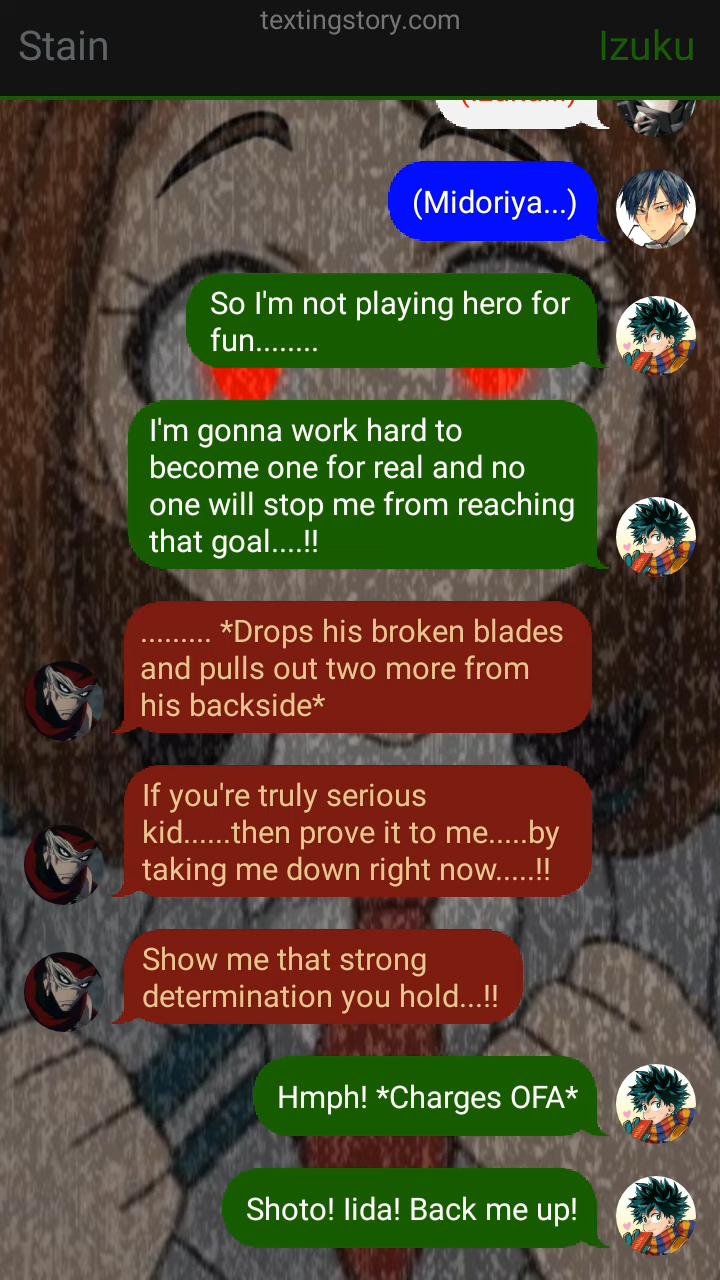 textingstory.com
Stain
Izuku
(Midoriya...)
So I'm not playing hero for
fun........
I'm gonna work hard to
become one for real and no
one will stop me from reaching
that goal....!!
......... *Drops his broken blades
and pulls out two more from
his backside*
If you're truly serious
kid......then prove it to me.....by
taking me down right now.....!!
Show me that strong
determination you hold...!!
Hmph! *Charges OFA*
Shoto! Iida! Back me up!